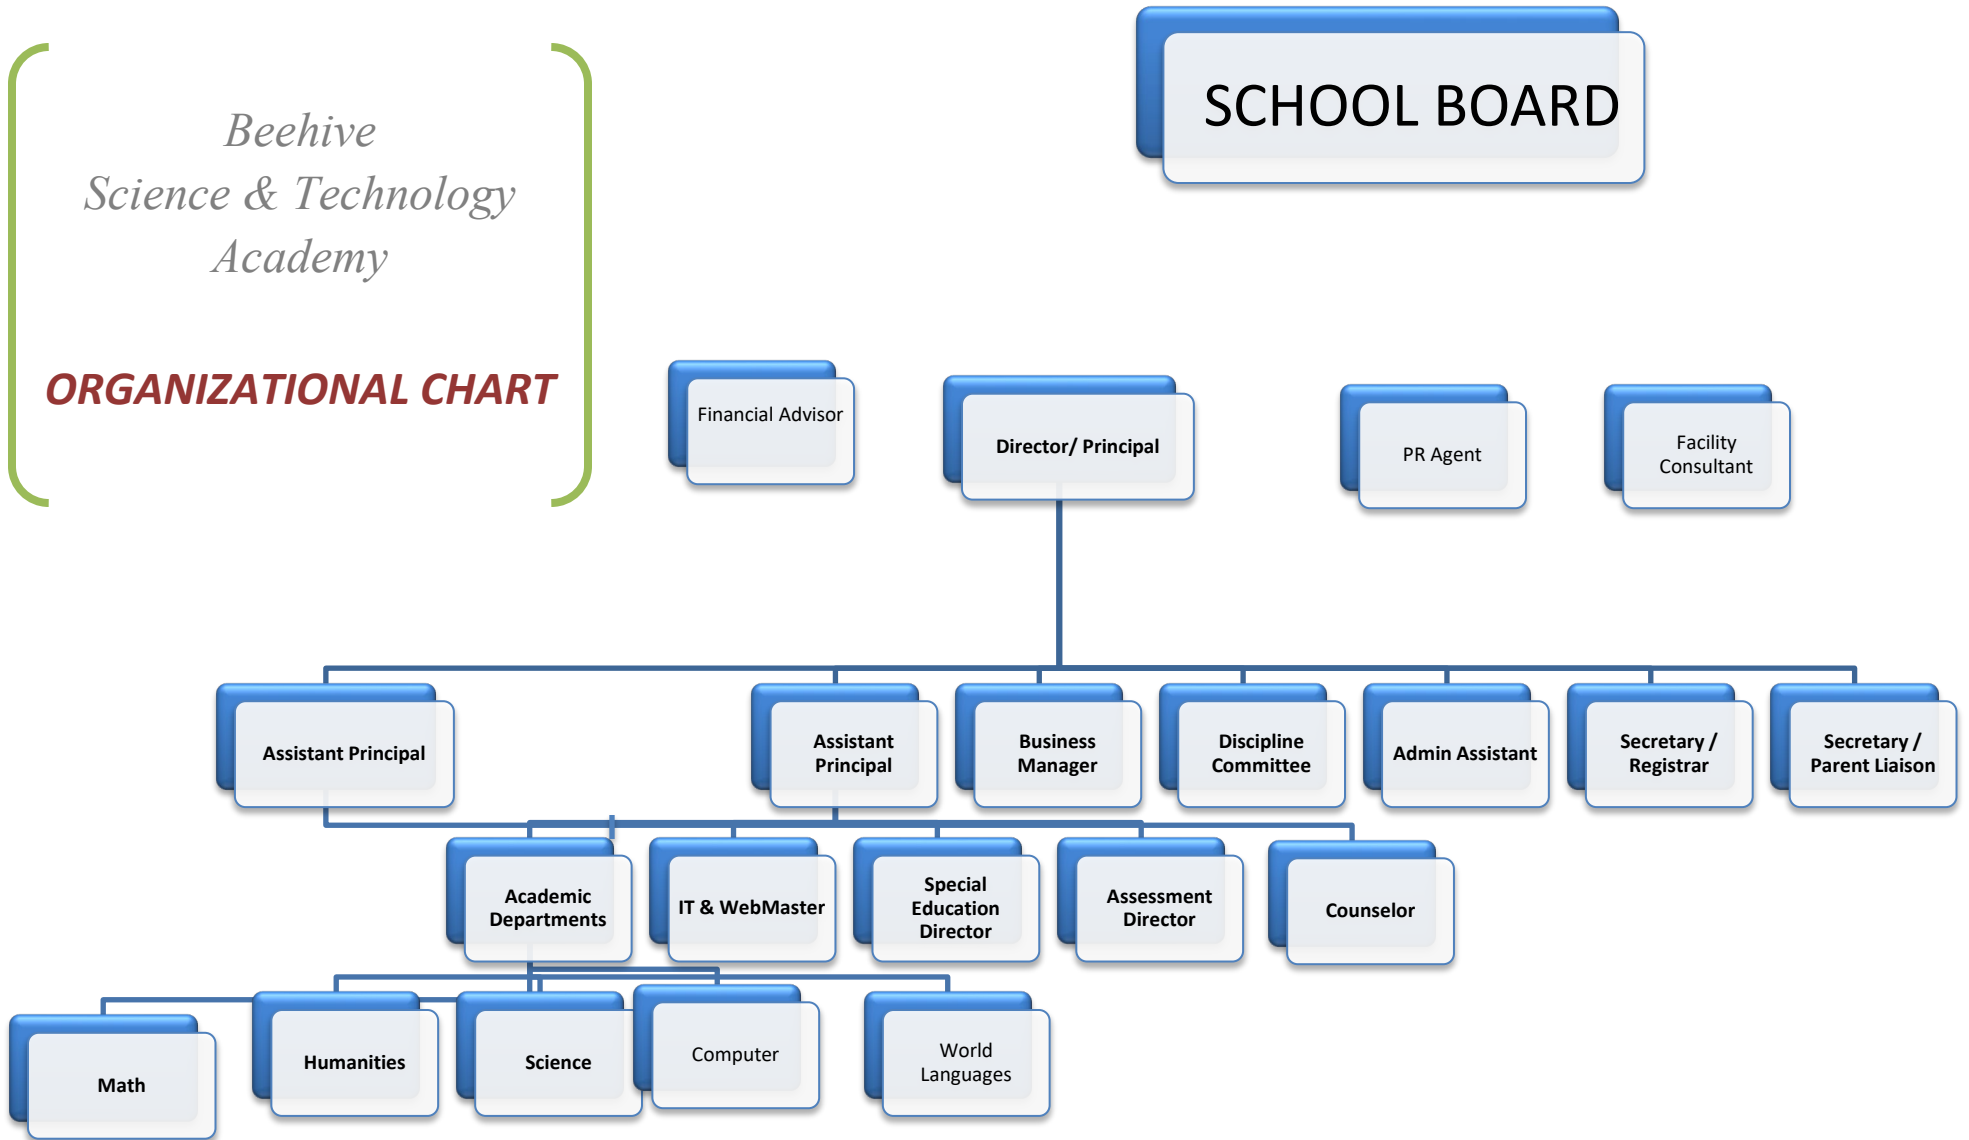 Beehive
Science & Technology
Academy
ORGANIZATIONAL CHART
SCHOOL BOARD
Financial Advisor
Director/ Principal
PR Agent
Facility
Consultant
Assistant Principal
Assistant
Principal
Business
Manager
Discipline
Committee
Admin Assistant
Secretary /
Registrar
Secretary /
Parent Liaison
Academic
Departments
IT & WebMaster
Special
Education
Director
Assessment
Director
Counselor
Math
Humanities
Science
Computer
World
Languages